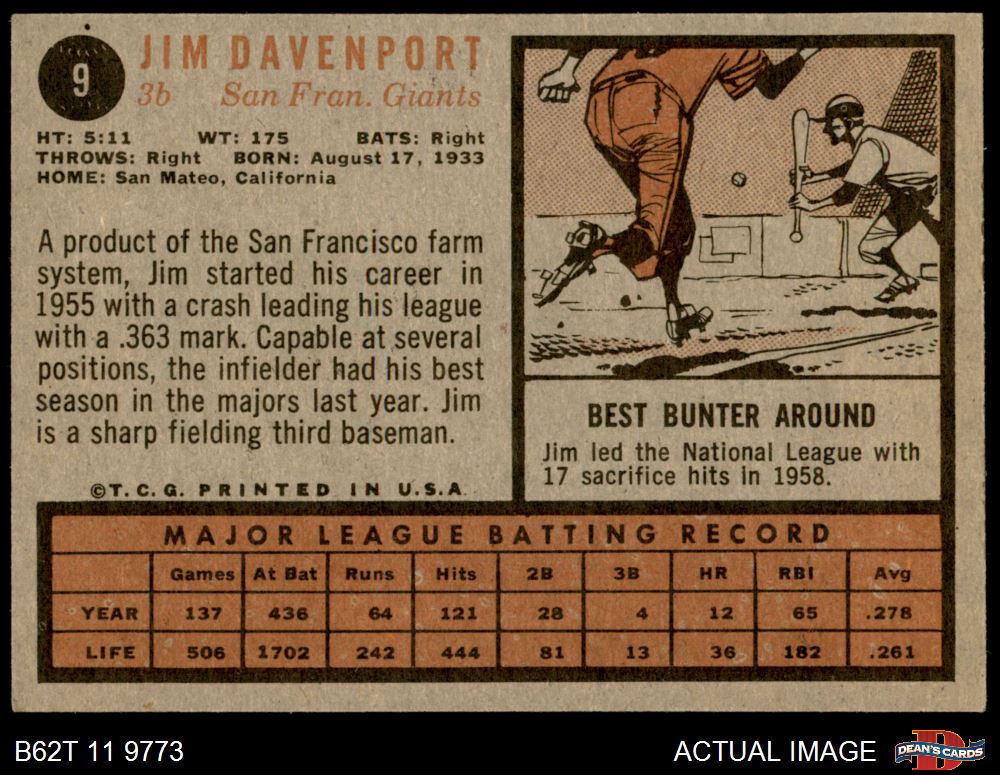 9
JIM DAVENPORT
3b San Fran. Giants
HT: 5:11 WT: 175 BATS: Right
THROWS: Right BORN: August 17, 1933
HOME: San Mateo, California
A product of the San Francisco farm
system, Jim started his career in
1955 with a crash leading his league
with a .363 mark. Capable at several
positions, the infielder had his best
season in the majors last year. Jim
is a sharp fielding third baseman.
©T.C.G. PRINTED IN U.S.A.
BEST BUNTER AROUND
Jim led the National League with
17 sacrifice hits in 1958.
MAJOR LEAGUE BATTING RECORD
Games At Bat Runs Hits 2B 3B HR RBI Avg
YEAR 137 436 64 121 28 4 12 65 .278
LIFE 506 1702 242 444 81 13 36 182 .261
B62T 11 9773
ACTUAL IMAGE
D
DEAN'S CARDS